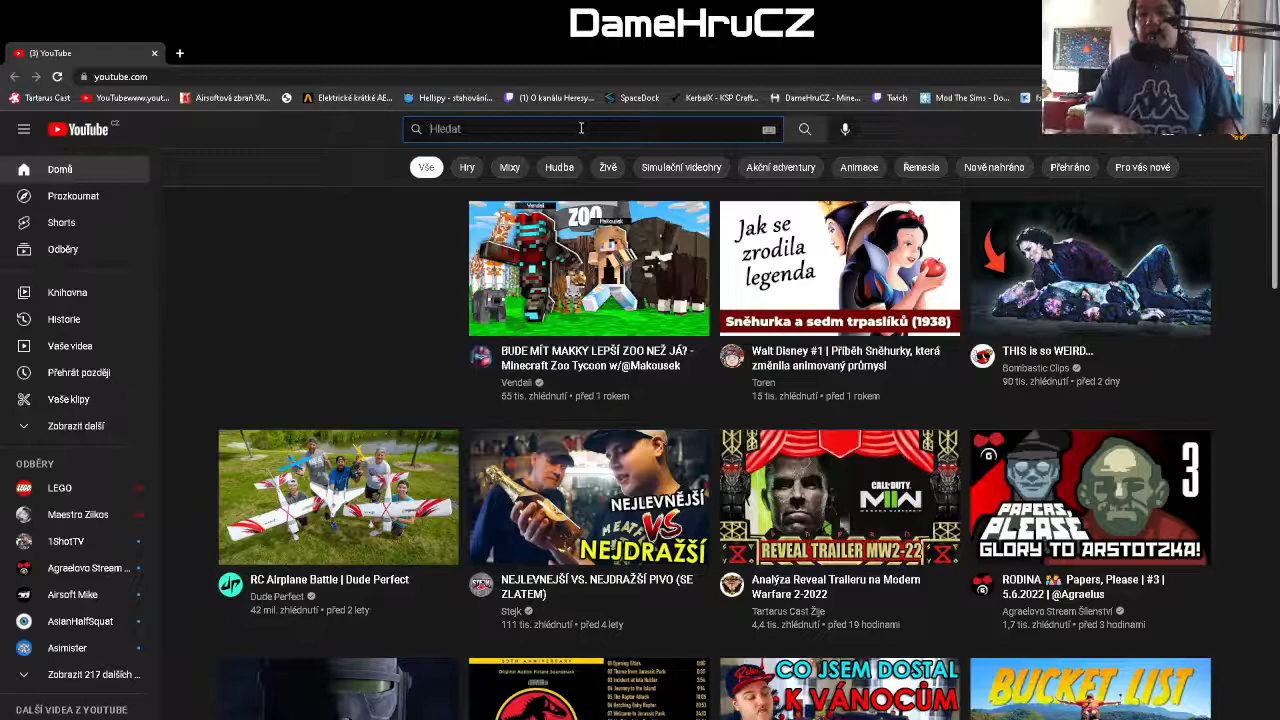 DameHruCZ
(3) YouTube
youtube.com
Tartarus Cast
YouTubewww.yout...
Airsoftová zbraň XR...
Elektrické krátké AE...
Hellspy - stahování...
(1) O kanálu Heresy...
SpaceDock
KerbalX - KSP Craft...
DameHruCZ - Mine...
Twich
Mod The Sims - Do...
YouTube CZ
Hledat
Vše
Hry
Mixy
Hudba
Živě
Simulační videohry
Akční adventury
Animace
Řemesla
Nově nahráno
Přehráno
Pro vás nové
Domů
Prozkoumat
Shorts
Odběry
Knihovna
Historie
Vaše videa
Přehrát později
Vaše klipy
Zobrazit další
ODBĚRY
LEGO
Maestro Ziikos
1ShotTV
Agraelovo Stream ...
Airsoft Mike
AsianHalfSquat
Asimister
Zobrazit 217 dalších...
DALŠÍ VIDEA Z YOUTUBE
Vendali
Makousek
ZOO
BUDE MÍT MAKKY LEPŠÍ ZOO NEŽ JÁ? -
Minecraft Zoo Tycoon w/@Makousek
Vendali
55 tis. zhlédnutí • před 1 rokem
Jak se
zrodila
legenda
Sněhurka a sedm trpaslíků (1938)
Walt Disney #1 | Příběh Sněhurky, která
změnila animovaný průmysl
Toren
15 tis. zhlédnutí • před 1 rokem
THIS is so WEIRD...
Bombastic Clips
90 tis. zhlédnutí • před 2 dny
RC Airplane Battle | Dude Perfect
Dude Perfect
42 mil. zhlédnutí • před 2 lety
NEJLEVNĚJŠÍ
VS
NEJDRAŽŠÍ
NEJLEVNEJŠÍ VS. NEJDRAŽŠÍ PIVO (SE
ZLATEM)
Stejk
111 tis. zhlédnutí • před 4 lety
CALL OF DUTY
MWII
REVEAL TRAILER MW2-22
Analýza Reveal Traileru na Modern
Warfare 2-2022
Tartarus Cast Žije
4,4 tis. zhlédnutí • před 19 hodinami
3
PAPERS,
PLEASE
GLORY TO ARSTOTZKA!
RODINA 👨‍👩‍👧 Papers, Please | #3 |
5.6.2022 | @Agraelus
Agraelovo Stream Šílenství
1,7 tis. zhlédnutí • před 3 hodinami
CO JSEM DOSTAL
K VÁNOCŮM
BUCKET LIST